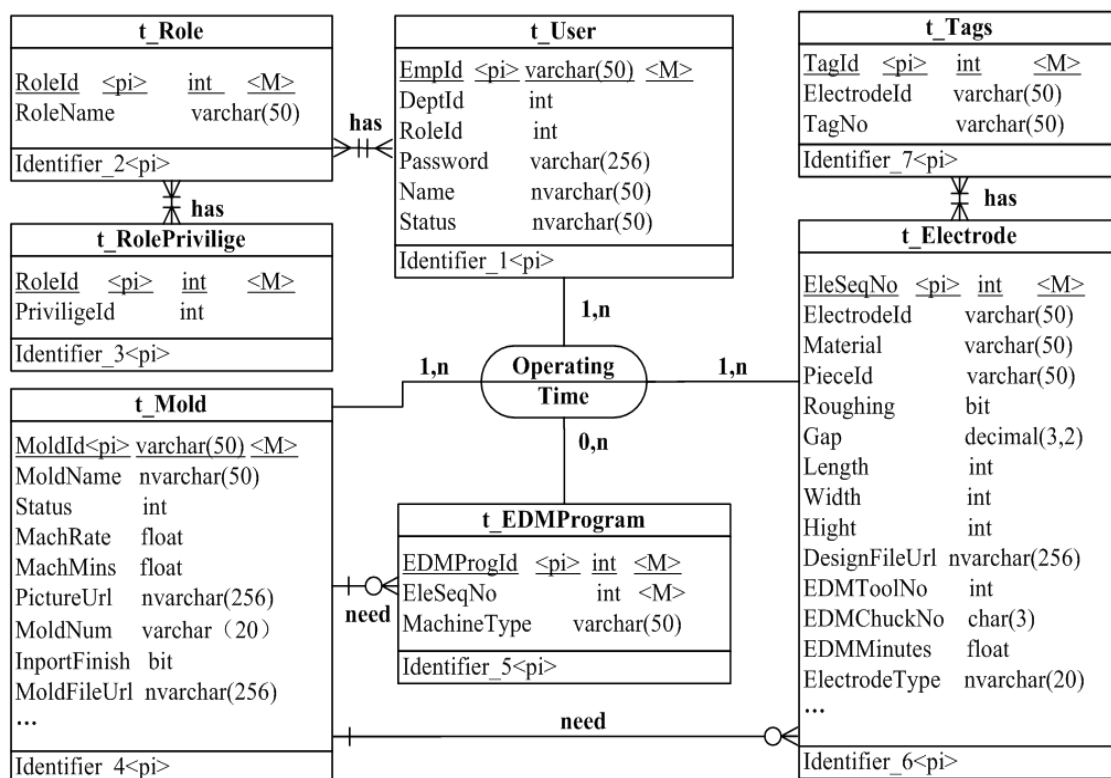 t_Role
RoleId <pi> int <M>
RoleName varchar(50)
Identifier_2<pi>
has
t_User
EmpId <pi> varchar(50) <M>
DeptId int
RoleId int
Password varchar(256)
Name nvarchar(50)
Status nvarchar(50)
Identifier_1<pi>
t_Tags
TagId <pi> int <M>
ElectrodeId varchar(50)
TagNo varchar(50)
Identifier_7<pi>
has
has
t_RolePrivilige
RoleId <pi> int <M>
PriviligeId int
Identifier_3<pi>
t_Electrode
EleSeqNo <pi> int <M>
ElectrodeId varchar(50)
Material varchar(50)
PieceId varchar(50)
Roughing bit
Gap decimal(3,2)
Length int
Width int
Hight int
DesignFileUrl nvarchar(256)
EDMToolNo int
EDMChuckNo char(3)
EDMMinutes float
ElectrodeType nvarchar(20)
...
Identifier_6<pi>
1,n
1,n
Operating
Time
1,n
0,n
t_Mold
MoldId<pi> varchar(50) <M>
MoldName nvarchar(50)
Status int
MachRate float
MachMins float
PictureUrl nvarchar(256)
MoldNum varchar（20）
InportFinish bit
MoldFileUrl nvarchar(256)
...
Identifier_4<pi>
t_EDMProgram
EDMProgId <pi> int <M>
EleSeqNo int <M>
MachineType varchar(50)
Identifier_5<pi>
need
need